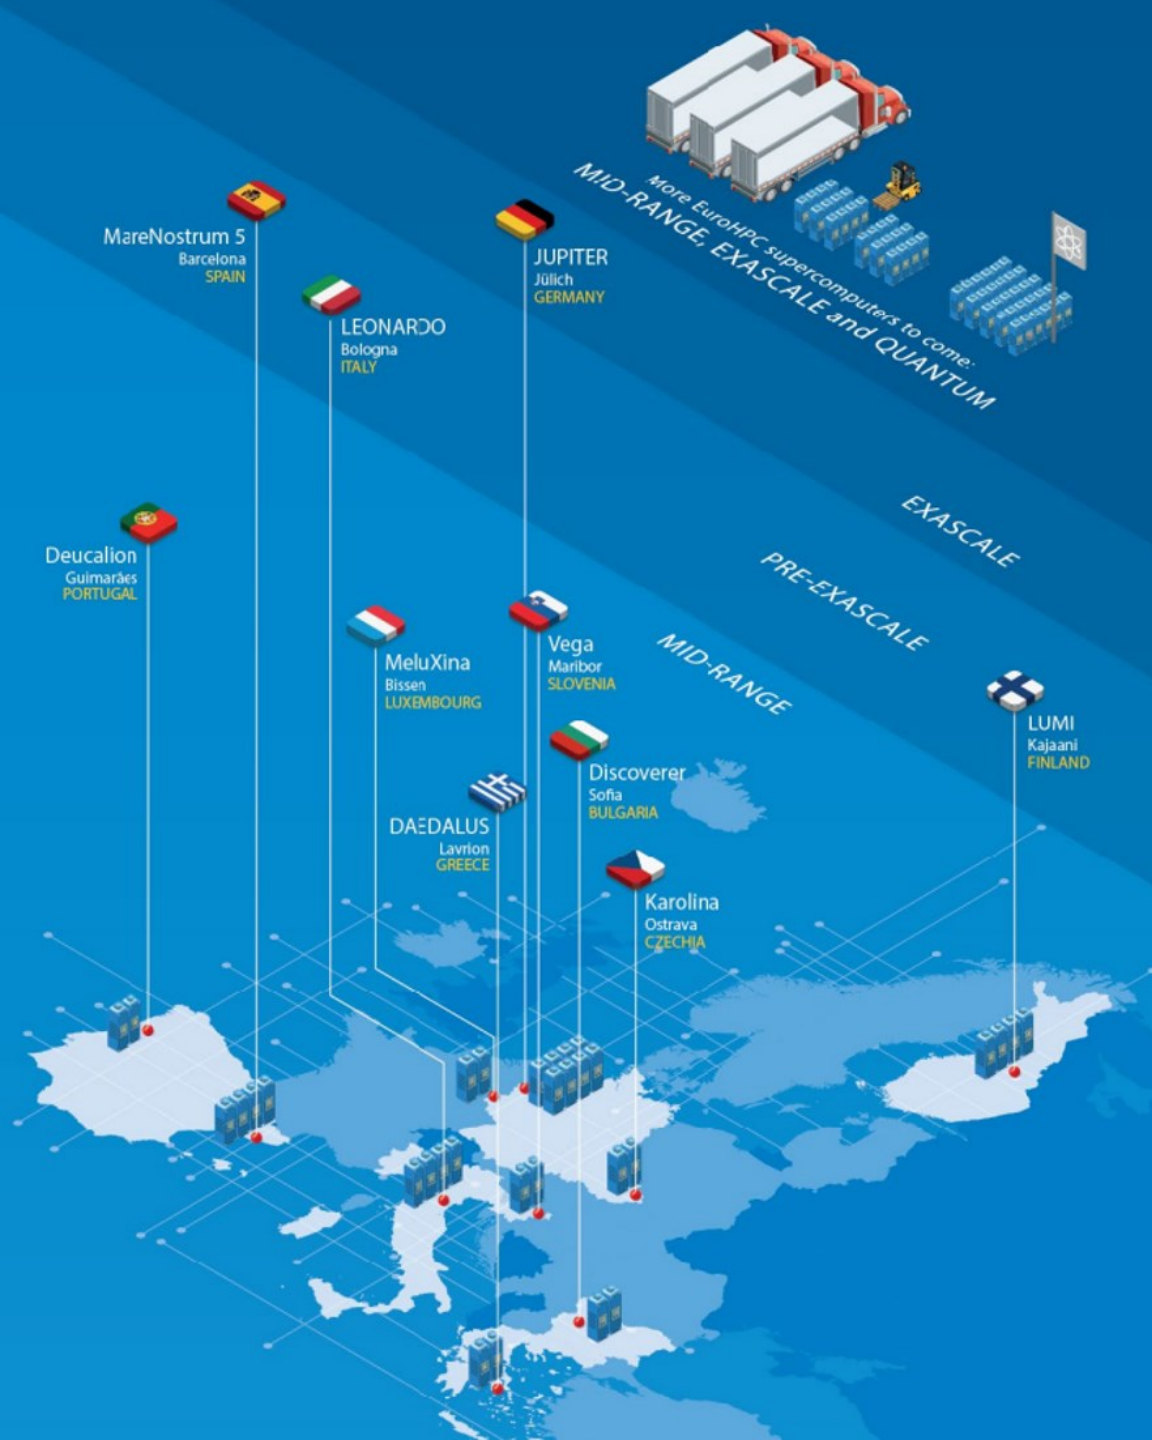 More EuroHPC supercomputers to come:
MID-RANGE, EXASCALE and QUANTUM
MareNostrum 5
Barcelona
SPAIN
JUPITER
Jülich
GERMANY
LEONARDO
Bologna
ITALY
EXASCALE
PRE-EXASCALE
MID-RANGE
Deucalion
Guimarães
PORTUGAL
MeluXina
Bissen
LUXEMBOURG
Vega
Maribor
SLOVENIA
LUMI
Kajaani
FINLAND
Discoverer
Sofia
BULGARIA
DAEDALUS
Lavrion
GREECE
Karolina
Ostrava
CZECHIA